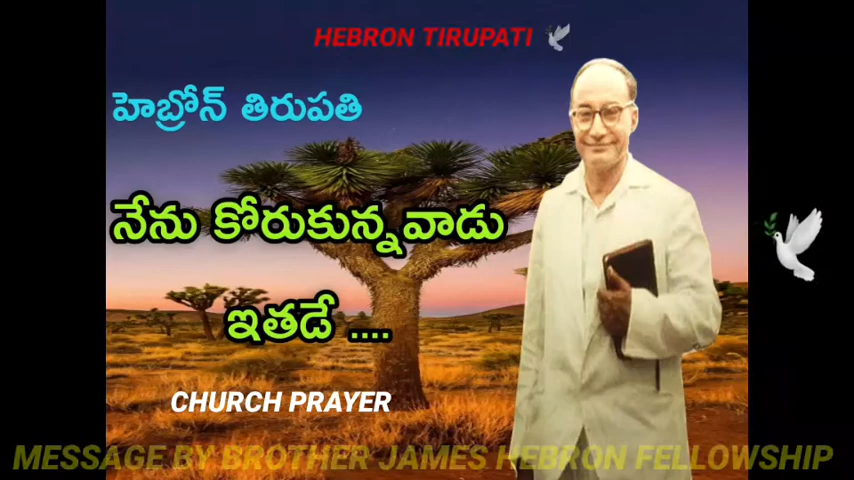 HEBRON TIRUPATI
హెబ్రోన్ తిరుపతి
నేను కోరుకున్నవాడు
ఇతడే ....
CHURCH PRAYER
MESSAGE BY BROTHER JAMES HEBRON FELLOWSHIP